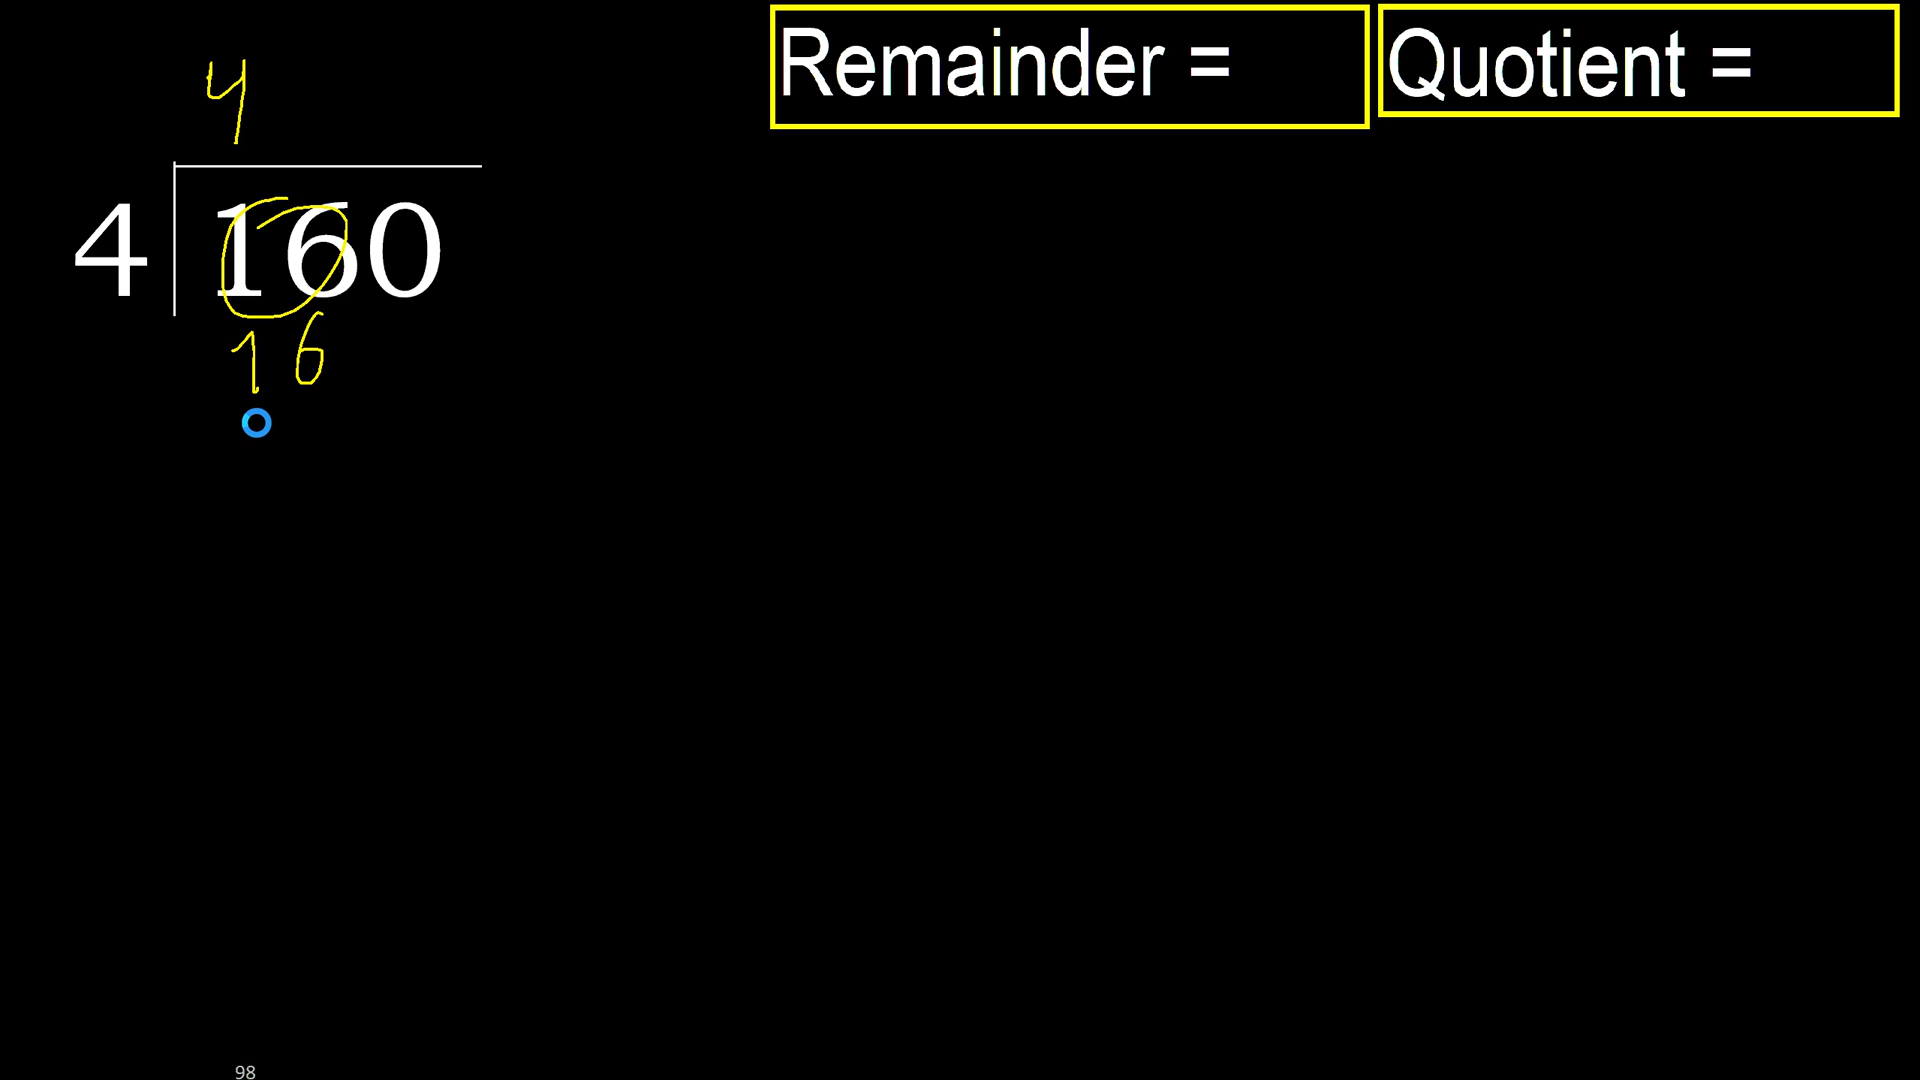 Remainder =
Quotient =
4
4 160
16
98